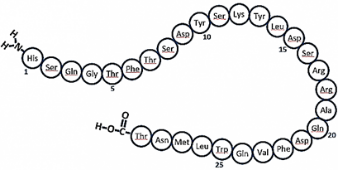 H
H-N
His Ser Gln Gly Thr Phe Thr Ser Asp Tyr Ser Lys Tyr Leu Asp Ser Arg Arg Ala Gln Asp Phe Val Gln Trp Leu Met Asn Thr
1
5
10
15
20
25
O
H-O-C